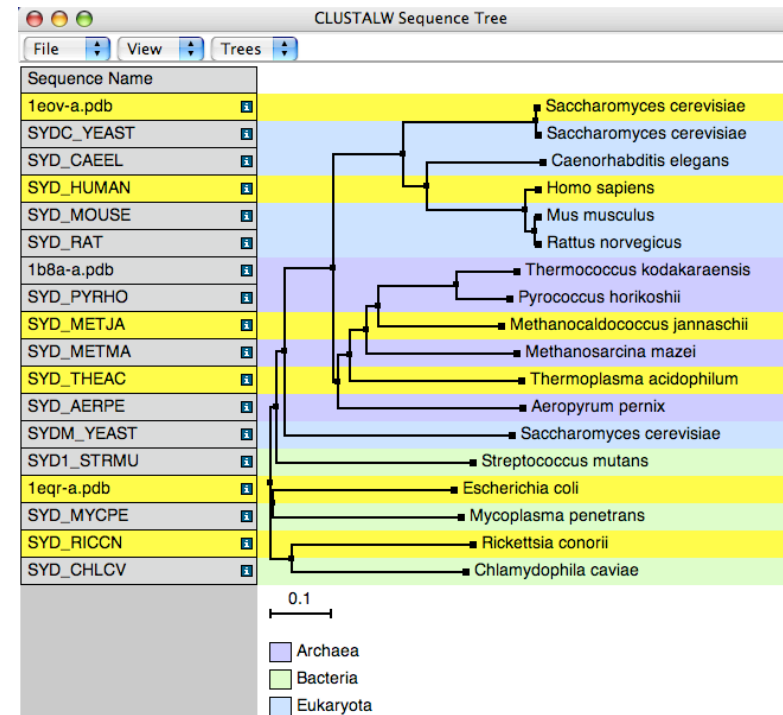 CLUSTALW Sequence Tree
File View Trees
Sequence Name
1eov-a.pdb Saccharomyces cerevisiae
SYDC_YEAST Saccharomyces cerevisiae
SYD_CAEEL Caenorhabditis elegans
SYD_HUMAN Homo sapiens
SYD_MOUSE Mus musculus
SYD_RAT Rattus norvegicus
1b8a-a.pdb Thermococcus kodakaraensis
SYD_PYRHO Pyrococcus horikoshii
SYD_METJA Methanocaldococcus jannaschii
SYD_METMA Methanosarcina mazei
SYD_THEAC Thermoplasma acidophilum
SYD_AERPE Aeropyrum pernix
SYDM_YEAST Saccharomyces cerevisiae
SYD1_STRMU Streptococcus mutans
1eqr-a.pdb Escherichia coli
SYD_MYCPE Mycoplasma penetrans
SYD_RICCN Rickettsia conorii
SYD_CHLCV Chlamydophila caviae
0.1
Archaea
Bacteria
Eukaryota